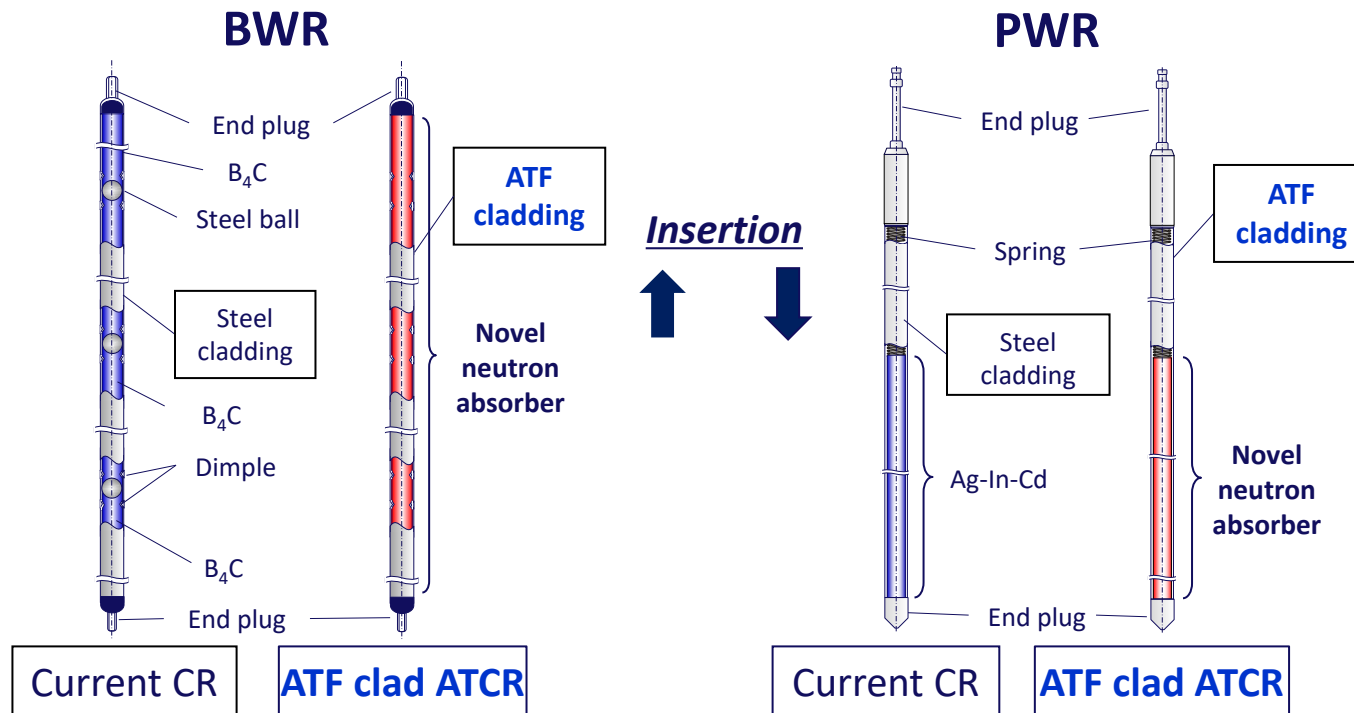 BWR
PWR
End plug
B₄C
Steel ball
Steel
cladding
B₄C
Dimple
B₄C
End plug
ATF
cladding
Novel
neutron
absorber
Insertion
End plug
Spring
Steel
cladding
Ag-In-Cd
End plug
ATF
cladding
Novel
neutron
absorber
Current CR
ATF clad ATCR
Current CR
ATF clad ATCR